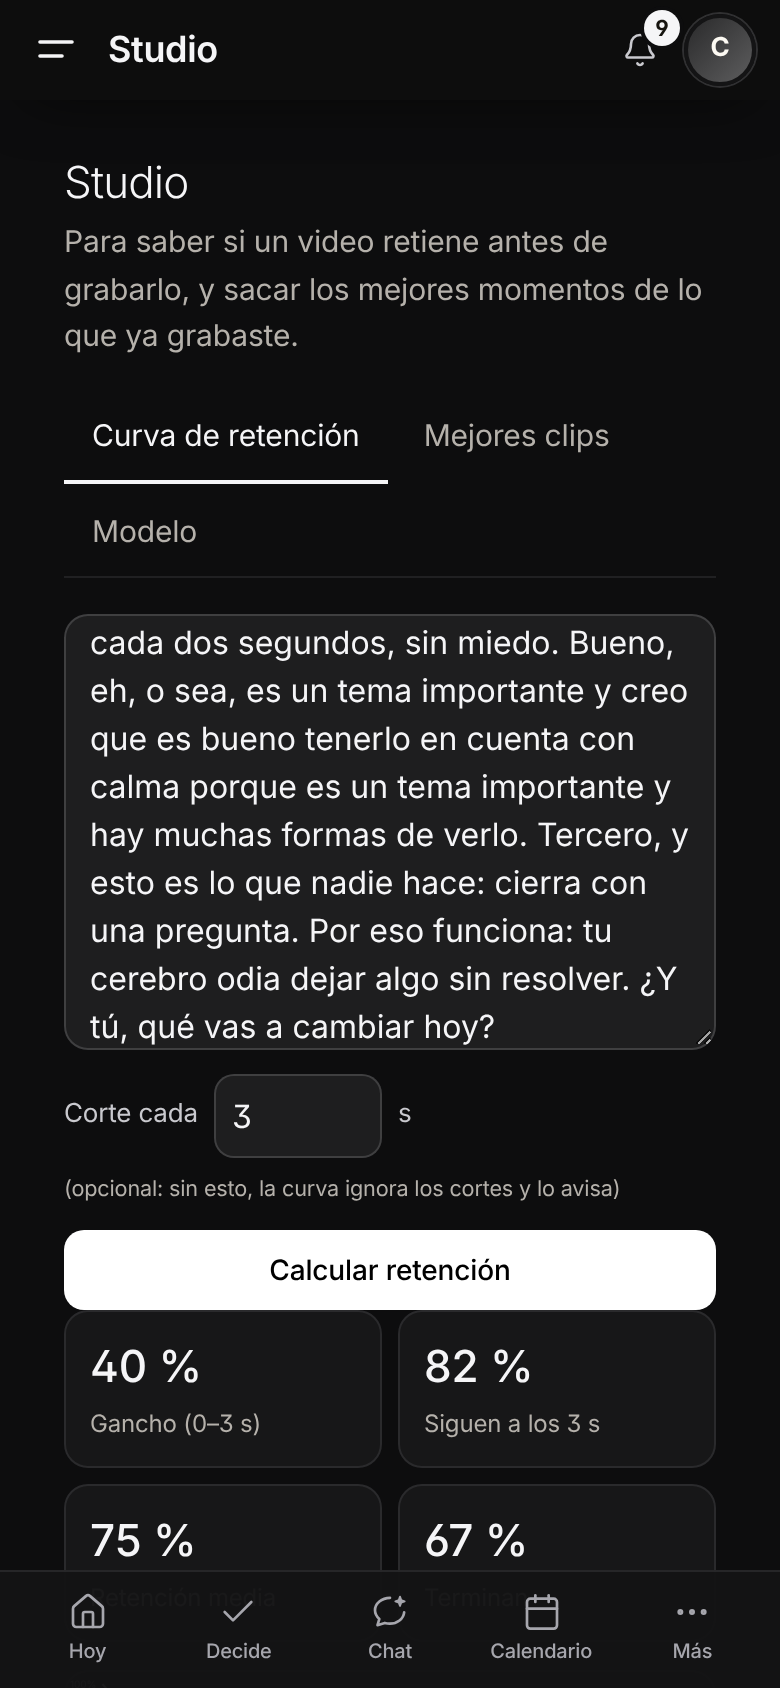 Studio
9
C
Studio
Para saber si un video retiene antes de
grabarlo, y sacar los mejores momentos de lo
que ya grabaste.
Curva de retención
Mejores clips
Modelo
cada dos segundos, sin miedo. Bueno,
eh, o sea, es un tema importante y creo
que es bueno tenerlo en cuenta con
calma porque es un tema importante y
hay muchas formas de verlo. Tercero, y
esto es lo que nadie hace: cierra con
una pregunta. Por eso funciona: tu
cerebro odia dejar algo sin resolver. ¿Y
tú, qué vas a cambiar hoy?
Corte cada 3 s
(opcional: sin esto, la curva ignora los cortes y lo avisa)
Calcular retención
40 %
Gancho (0–3 s)
82 %
Siguen a los 3 s
75 %
Retención media
67 %
Terminan
Hoy
Decide
Chat
Calendario
Más